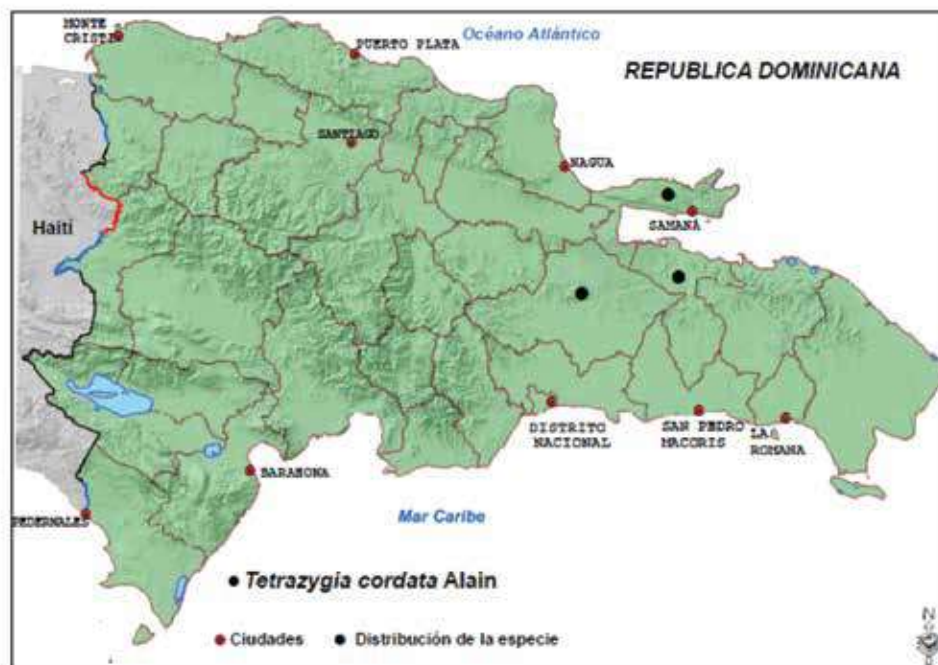 MONTE
CRISTI
PUERTO PLATA
Océano Atlántico
REPUBLICA DOMINICANA
SANTIAGO
NAGUA
SAMANÁ
Haití
DISTRITO
NACIONAL
SAN PEDRO
MACORIS
LA
ROMANA
BARAHONA
PEDERNALES
Mar Caribe
Tetrazygia cordata Alain
Ciudades
Distribución de la especie
N